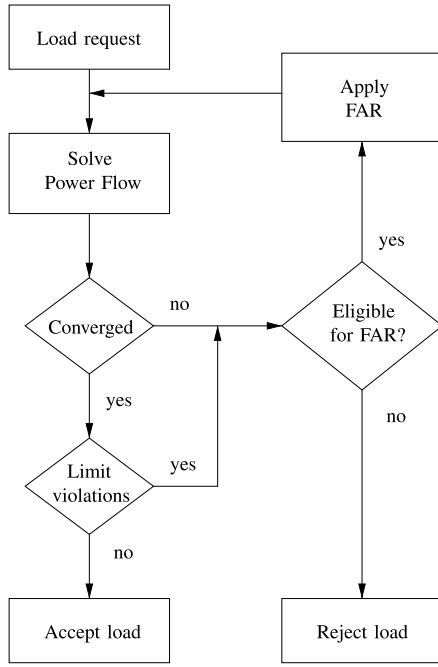 Load request
Apply
FAR
Solve
Power Flow
yes
no
Converged
Eligible
for FAR?
yes
no
Limit
violations
yes
no
Accept load
Reject load